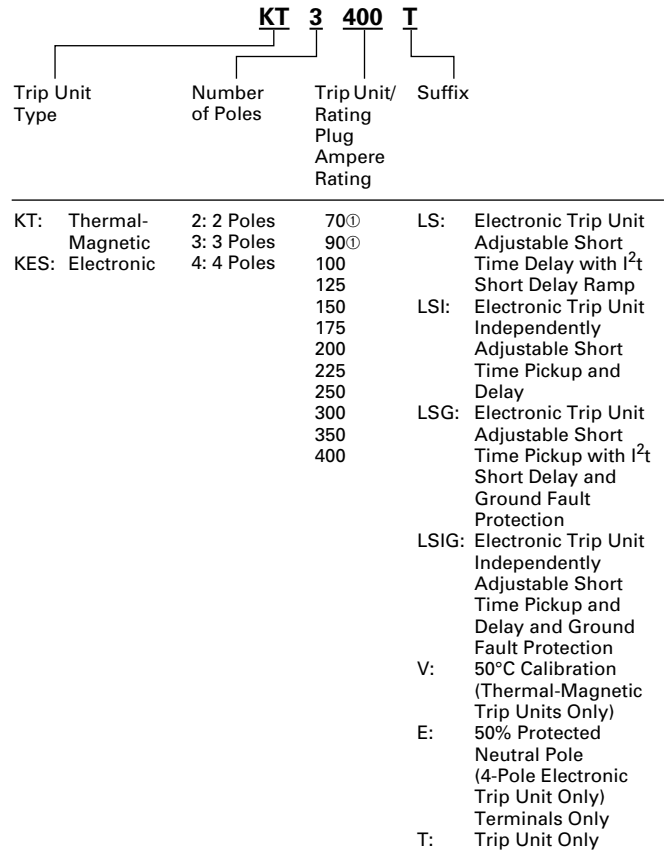 KT 3 400 T
Trip Unit Type
Number of Poles
Trip Unit/ Rating Plug Ampere Rating
Suffix
KT: Thermal-
Magnetic
KES: Electronic
2: 2 Poles
3: 3 Poles
4: 4 Poles
70①
90①
100
125
150
175
200
225
250
300
350
400
LS: Electronic Trip Unit
Adjustable Short
Time Delay with I²t
Short Delay Ramp
LSI: Electronic Trip Unit
Independently
Adjustable Short
Time Pickup and
Delay
LSG: Electronic Trip Unit
Adjustable Short
Time Pickup with I²t
Short Delay and
Ground Fault
Protection
LSIG: Electronic Trip Unit
Independently
Adjustable Short
Time Pickup and
Delay and Ground
Fault Protection
V: 50°C Calibration
(Thermal-Magnetic
Trip Units Only)
E: 50% Protected
Neutral Pole
(4-Pole Electronic
Trip Unit Only)
Terminals Only
T: Trip Unit Only